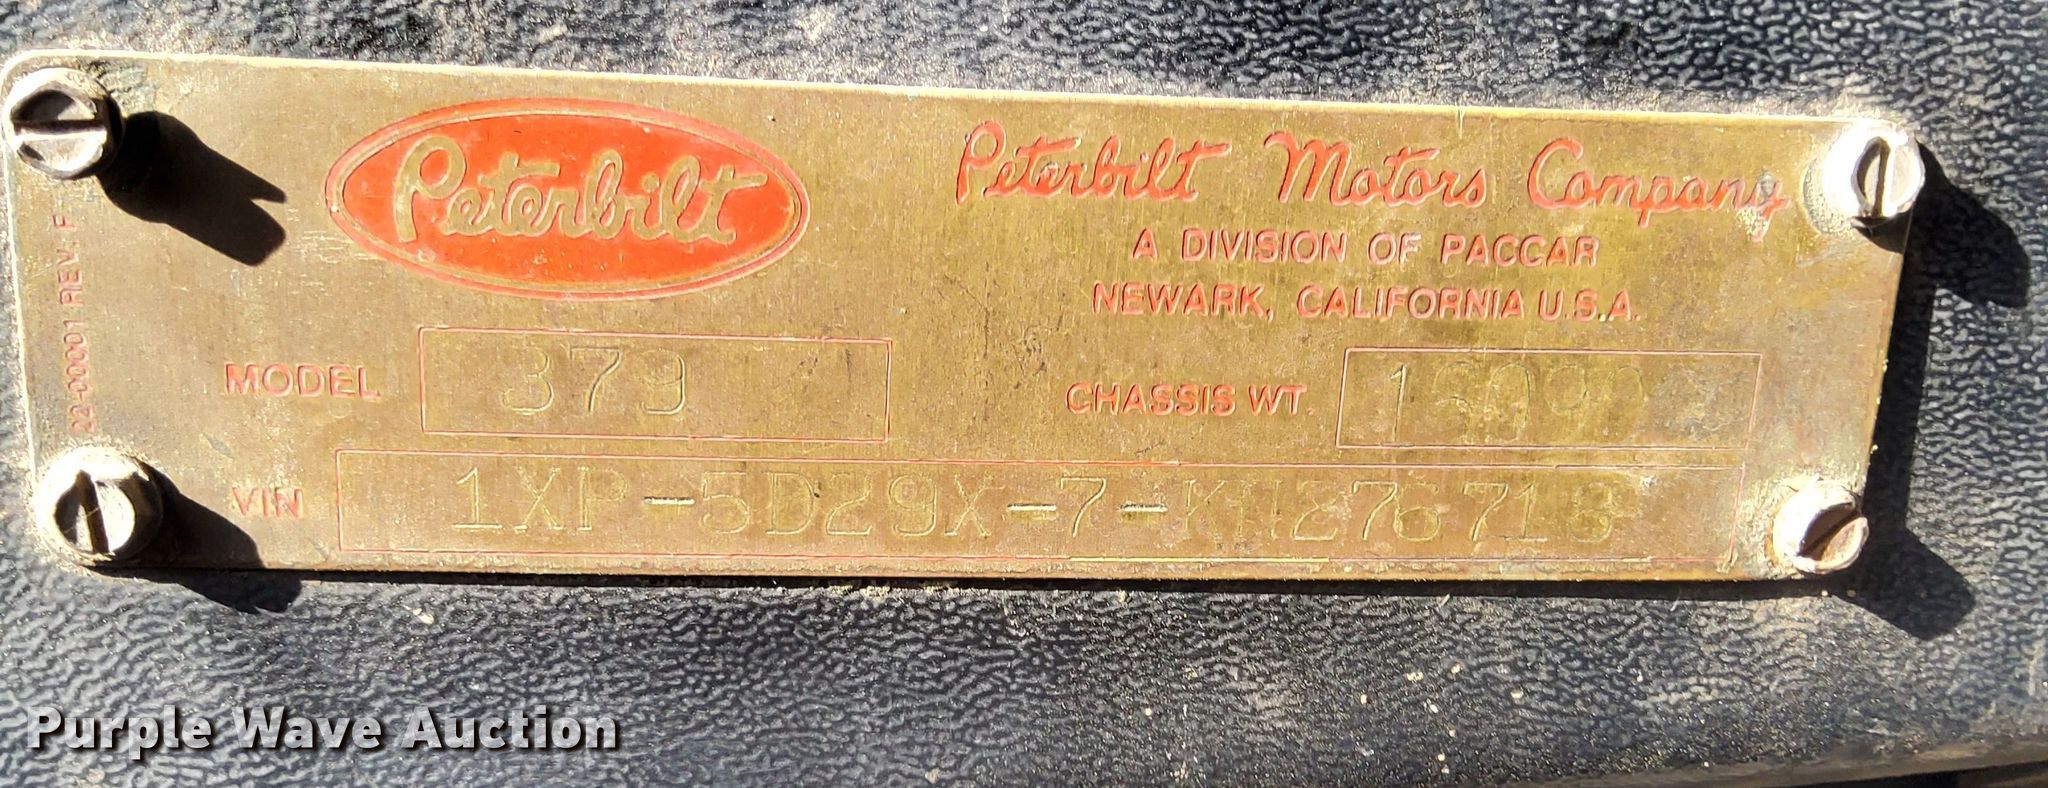 Peterbilt
Peterbilt Motors Company
A DIVISION OF PACCAR
NEWARK, CALIFORNIA U.S.A.
22-00001 REV. F
MODEL 379
CHASSIS WT.
VIN 1XP-5D29X-7-KN276718
Purple Wave Auction